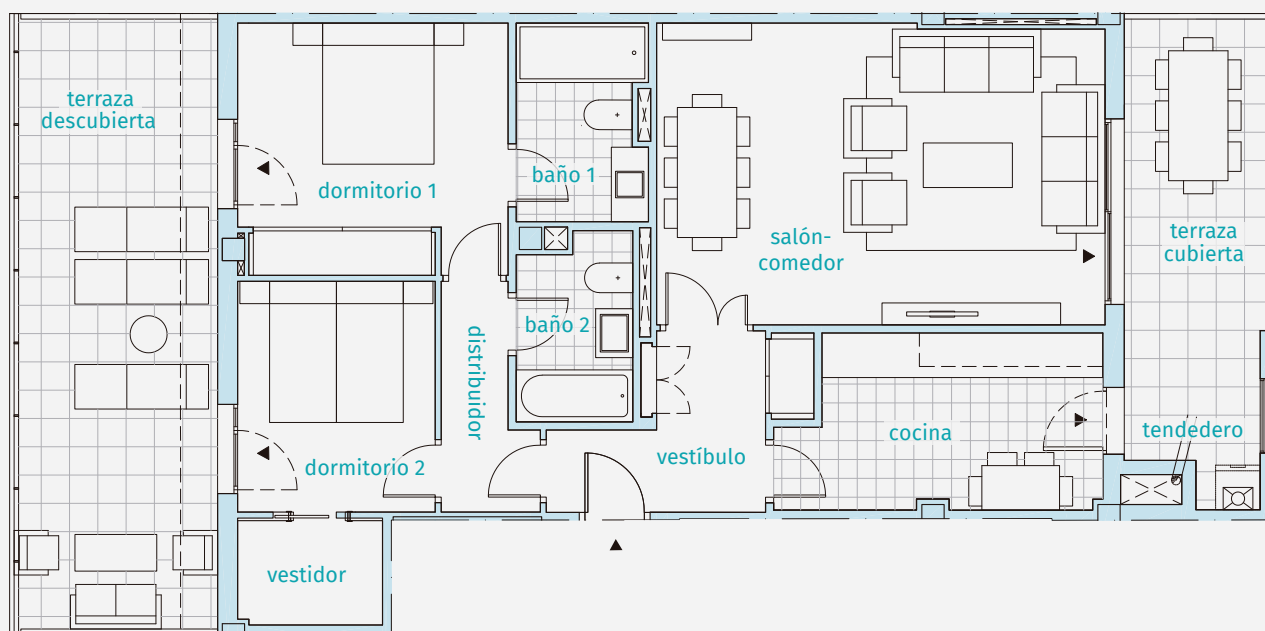 terraza
descubierta
dormitorio 1
baño 1
salón-
comedor
terraza
cubierta
baño 2
distribuidor
cocina
tendedero
vestíbulo
dormitorio 2
vestidor